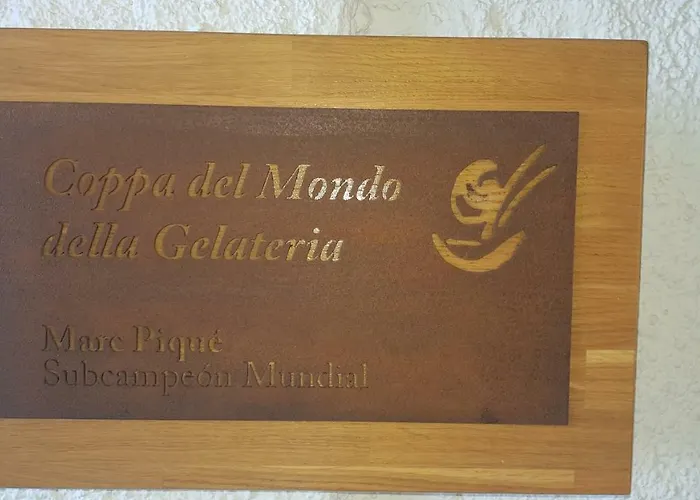 Coppa del Mondo
della Gelateria
Marc Piqué
Subcampeón Mundial